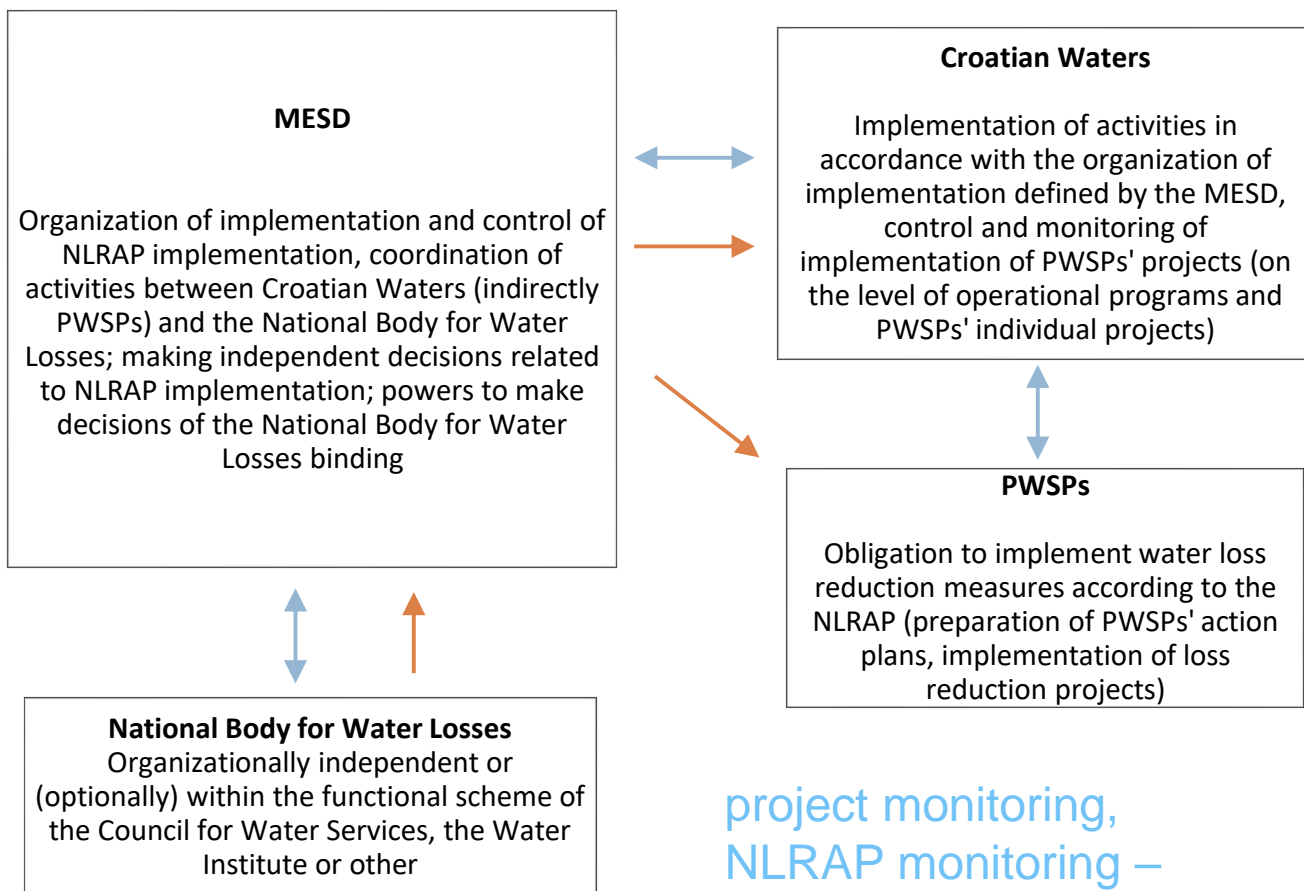 MESD
Organization of implementation and control of
NLRAP implementation, coordination of
activities between Croatian Waters (indirectly
PWSPs) and the National Body for Water
Losses; making independent decisions related
to NLRAP implementation; powers to make
decisions of the National Body for Water
Losses binding
Croatian Waters
Implementation of activities in
accordance with the organization of
implementation defined by the MESD,
control and monitoring of
implementation of PWSPs' projects (on
the level of operational programs and
PWSPs' individual projects)
PWSPs
Obligation to implement water loss
reduction measures according to the
NLRAP (preparation of PWSPs' action
plans, implementation of loss
reduction projects)
National Body for Water Losses
Organizationally independent or
(optionally) within the functional scheme of
the Council for Water Services, the Water
Institute or other
project monitoring,
NLRAP monitoring –